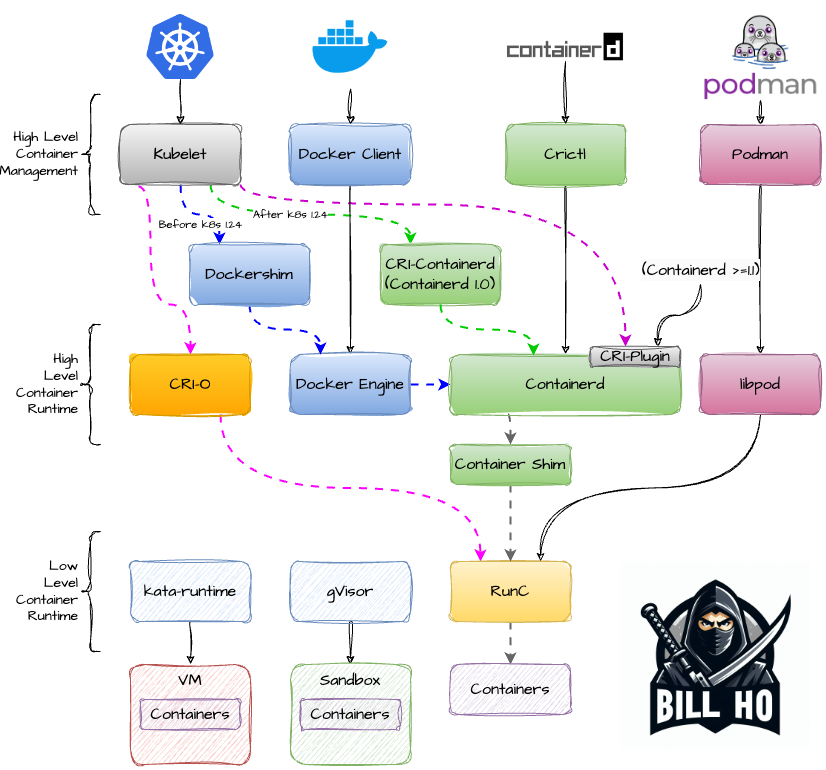 containerd
podman
High Level
Container
Management
Kubelet
Docker Client
Crictl
Podman
Before K8s 1.24
After K8s 1.24
Dockershim
CRI-Containerd
(Containerd 1.0)
(Containerd >=1.1)
High
Level
Container
Runtime
CRI-O
Docker Engine
Containerd
CRI-Plugin
libpod
Container Shim
Low
Level
Container
Runtime
kata-runtime
gVisor
RunC
VM
Containers
Sandbox
Containers
Containers
BILL HO